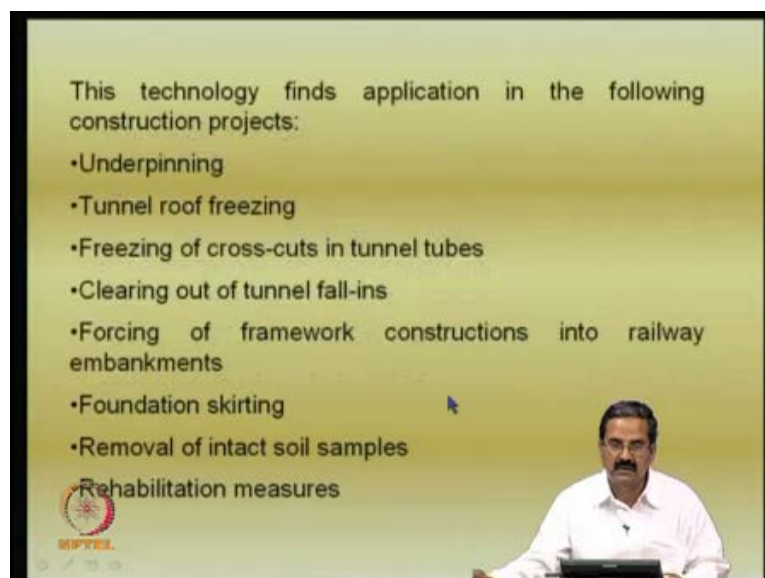 This technology finds application in the following
construction projects:
•Underpinning
•Tunnel roof freezing
•Freezing of cross-cuts in tunnel tubes
•Clearing out of tunnel fall-ins
•Forcing of framework constructions into railway
embankments
•Foundation skirting
•Removal of intact soil samples
•Rehabilitation measures
NPTEL